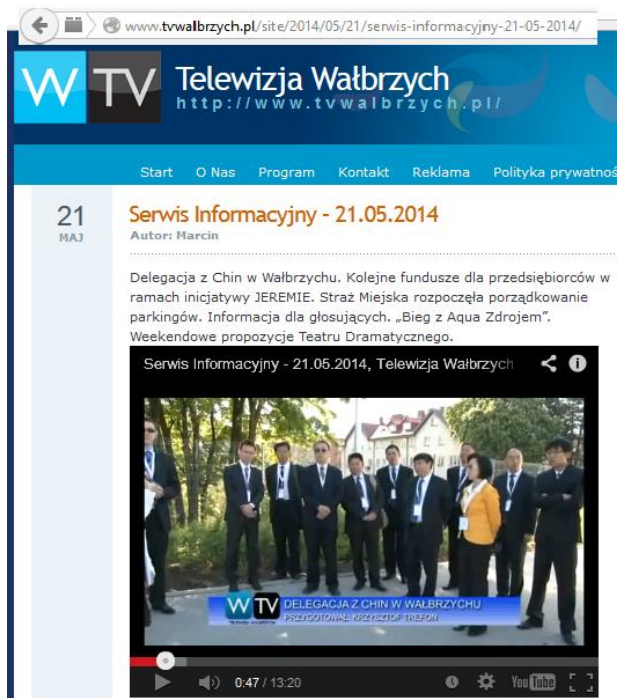 www.tvwalbrzych.pl/site/2014/05/21/serwis-informacyjny-21-05-2014/
W TV Telewizja Wałbrzych
http://www.tvwalbrzych.pl/
Start O Nas Program Kontakt Reklama Polityka prywatnoś
21
MAJ
Serwis Informacyjny - 21.05.2014
Autor: Marcin
Delegacja z Chin w Wałbrzychu. Kolejne fundusze dla przedsiębiorców w
ramach inicjatywy JEREMIE. Straż Miejska rozpoczęła porządkowanie
parkingów. Informacja dla głosujących. „Bieg z Aqua Zdrojem”.
Weekendowe propozycje Teatru Dramatycznego.
Serwis Informacyjny - 21.05.2014, Telewizja Wałbrzych
W TV DELEGACJA Z CHIN W WAŁBRZYCHU
TELEWIZJA WAŁBRZYCH PRZYGOTOWAŁ: KRZYSZTOF TREFON
0:47 / 13:20 YouTube